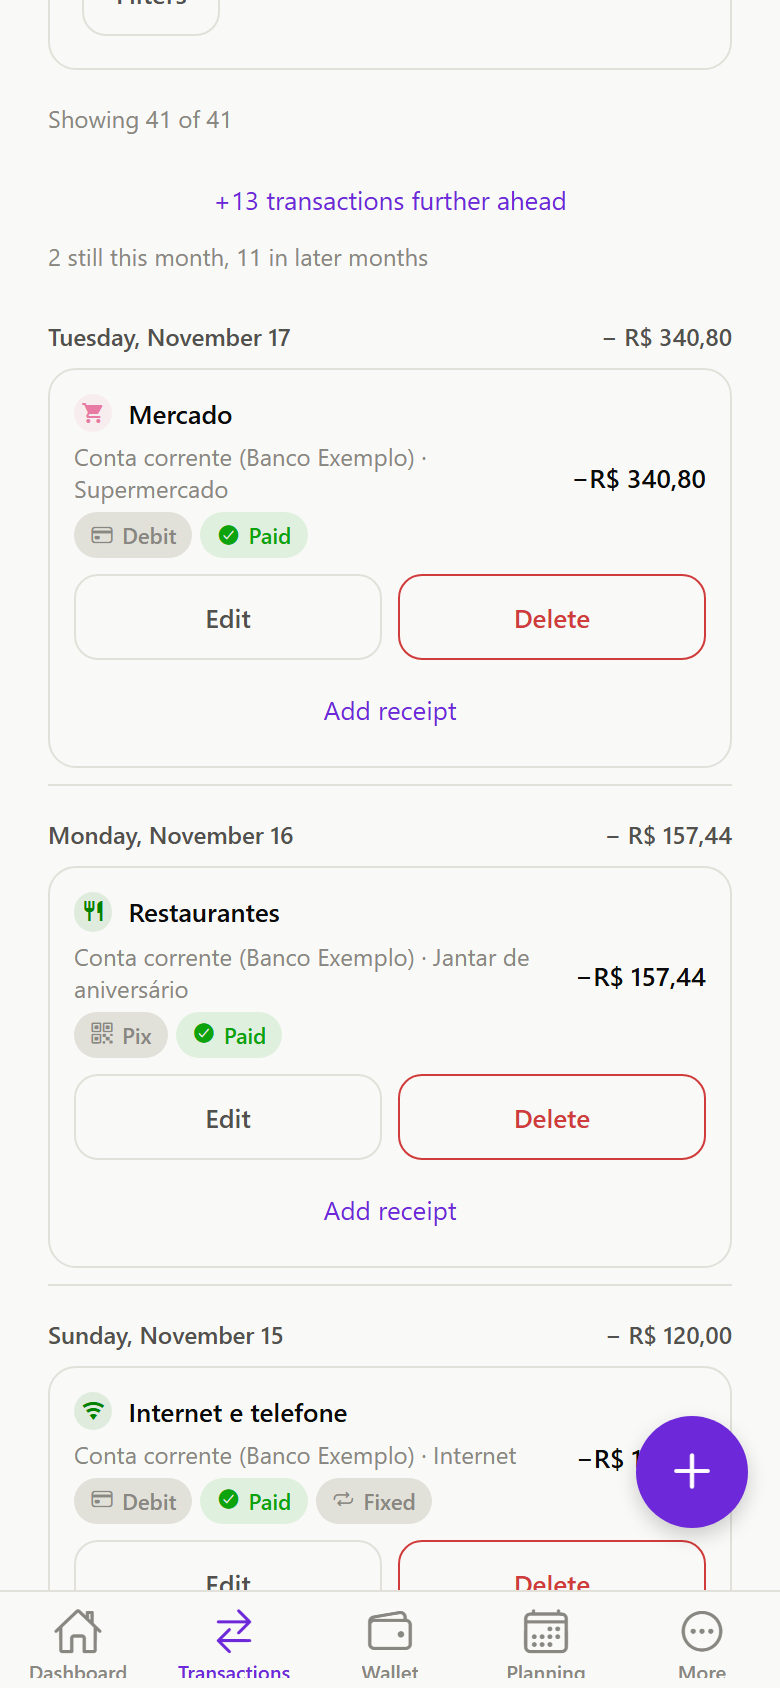 Filters
Showing 41 of 41
+13 transactions further ahead
2 still this month, 11 in later months
Tuesday, November 17 – R$ 340,80
Mercado
Conta corrente (Banco Exemplo) ·
Supermercado
–R$ 340,80
Debit Paid
Edit Delete
Add receipt
Monday, November 16 – R$ 157,44
Restaurantes
Conta corrente (Banco Exemplo) · Jantar de
aniversário
–R$ 157,44
Pix Paid
Edit Delete
Add receipt
Sunday, November 15 – R$ 120,00
Internet e telefone
Conta corrente (Banco Exemplo) · Internet
–R$ 1
Debit Paid Fixed
Edit Delete
Dashboard Transactions Wallet Planning More